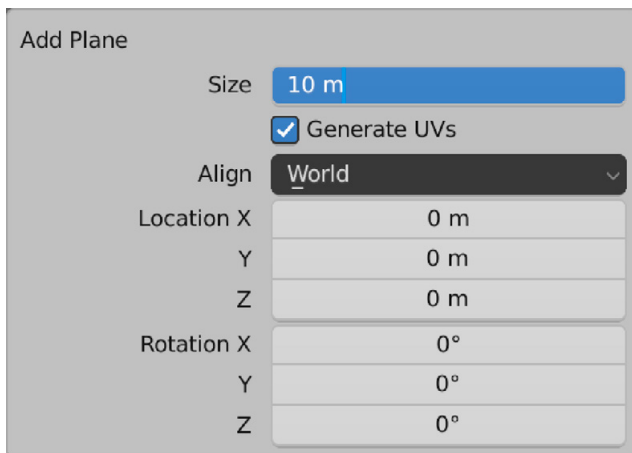 Add Plane
Size 10 m
Generate UVs
Align World
Location X 0 m
Y 0 m
Z 0 m
Rotation X 0°
Y 0°
Z 0°